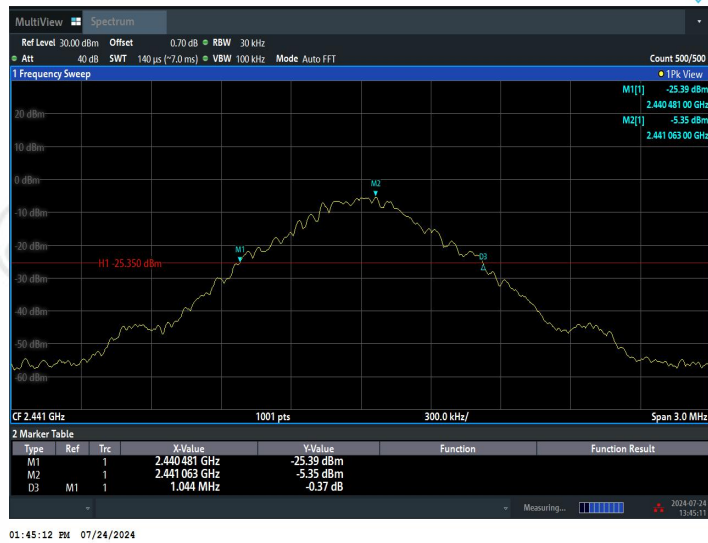 MultiView Spectrum
Ref Level 30.00 dBm Offset 0.70 dB RBW 30 kHz
Att 40 dB SWT 140 µs (~7.0 ms) VBW 100 kHz Mode Auto FFT Count 500/500
1 Frequency Sweep 1Pk View
M1[1] -25.39 dBm
2.440 481 00 GHz
M2[1] -5.35 dBm
2.441 063 00 GHz
20 dBm
10 dBm
M2
0 dBm
-10 dBm
-20 dBm
M1
D3
H1 -25.350 dBm
-30 dBm
-40 dBm
-50 dBm
-60 dBm
CF 2.441 GHz 1001 pts 300.0 kHz/ Span 3.0 MHz
2 Marker Table
Type Ref Trc X-Value Y-Value Function Function Result
M1 1 2.440 481 GHz -25.39 dBm
M2 1 2.441 063 GHz -5.35 dBm
D3 M1 1 1.044 MHz -0.37 dB
Measuring... 2024-07-24
13:45:11
01:45:12 PM 07/24/2024